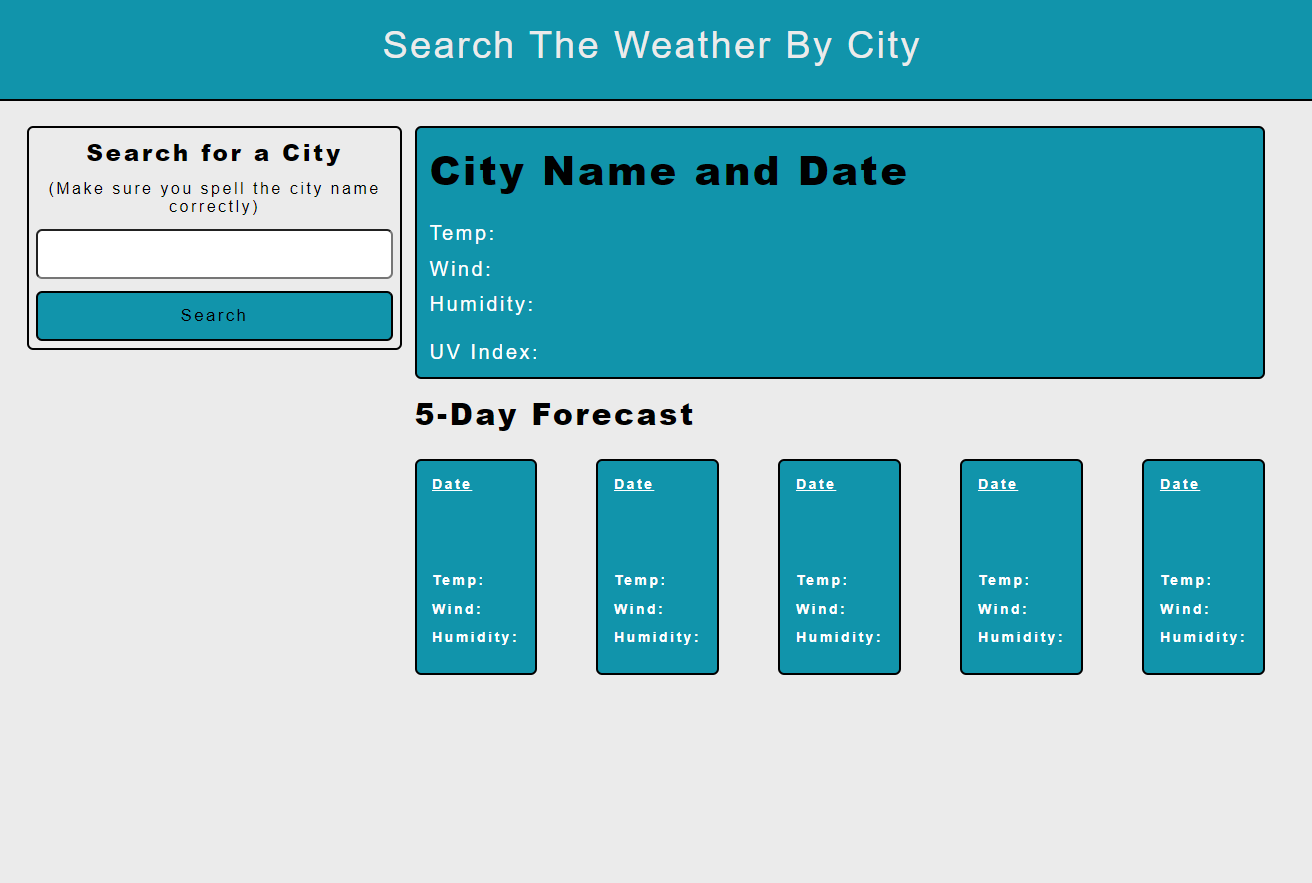 Search The Weather By City
Search for a City
(Make sure you spell the city name
correctly)
Search
City Name and Date
Temp:
Wind:
Humidity:
UV Index:
5-Day Forecast
Date
Temp:
Wind:
Humidity:
Date
Temp:
Wind:
Humidity:
Date
Temp:
Wind:
Humidity:
Date
Temp:
Wind:
Humidity:
Date
Temp:
Wind:
Humidity: